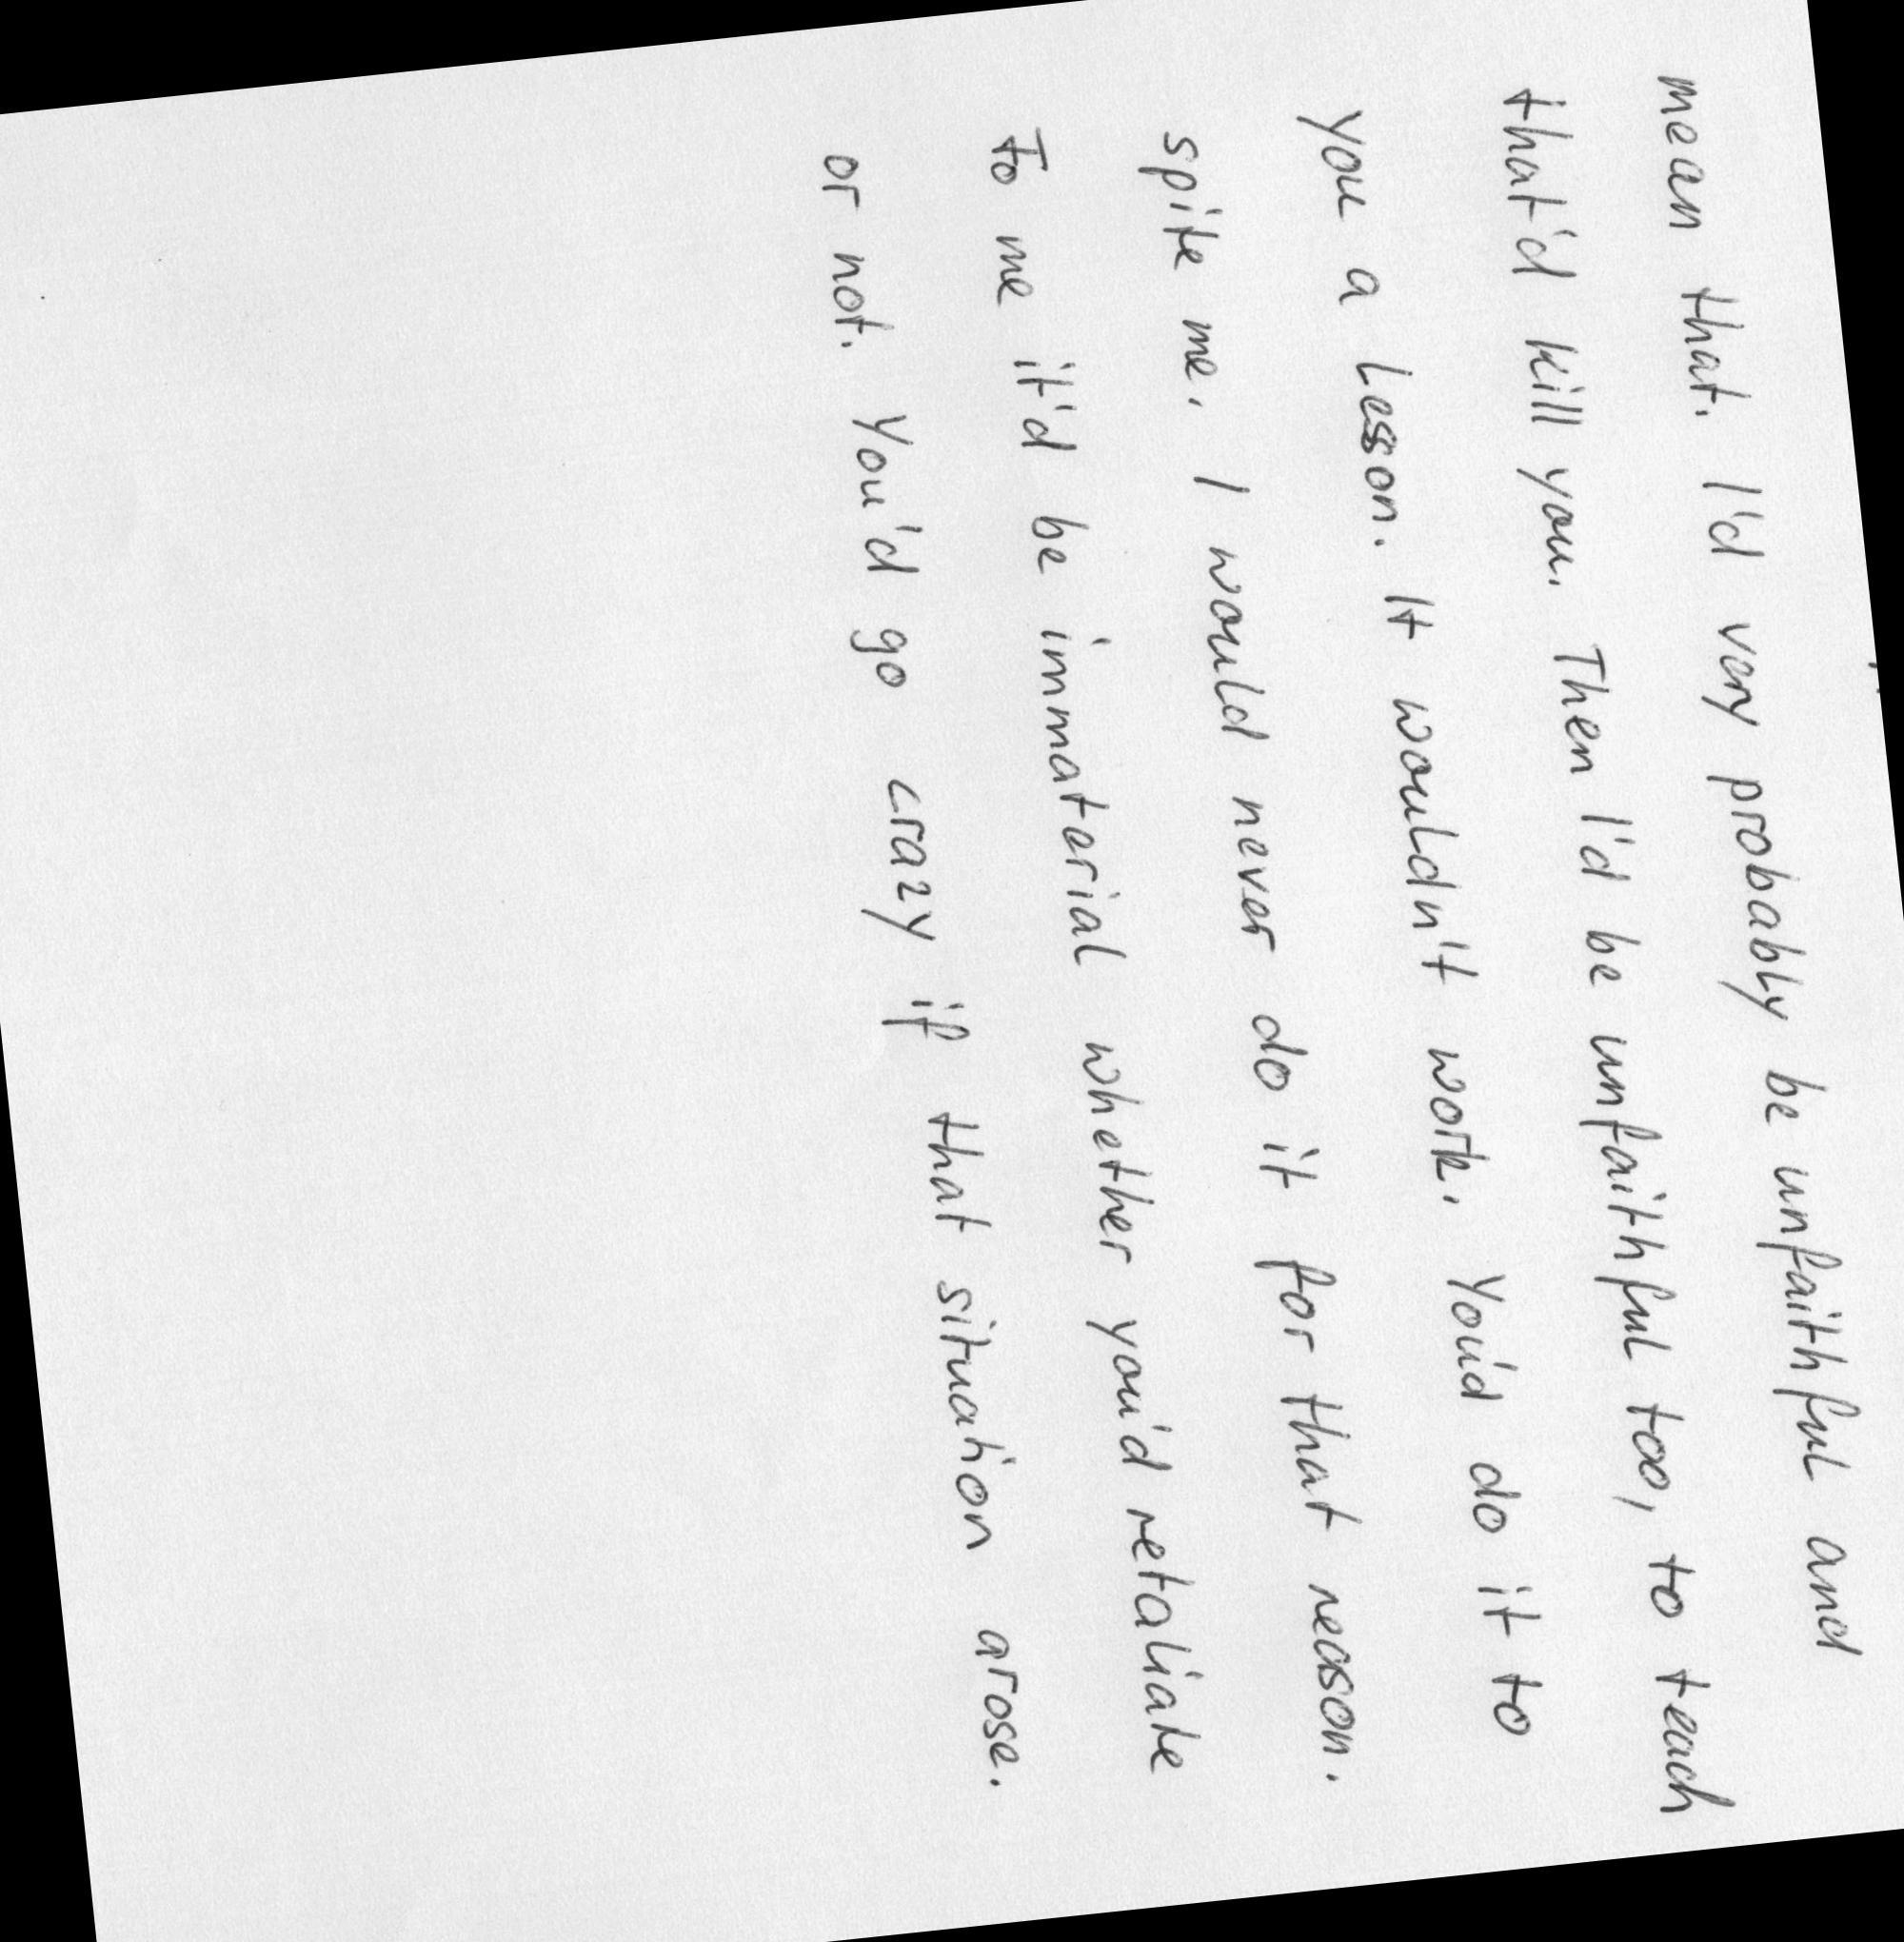 mean that. I'd very probably be unfaithful and
that'd kill you. Then I'd be unfaithful too, to teach
you a Lesson. It wouldn't work. You'd do it to
spite me. I would never do it for that reason.
To me it'd be immaterial whether you'd retaliate
or not. You'd go crazy if that situation arose.